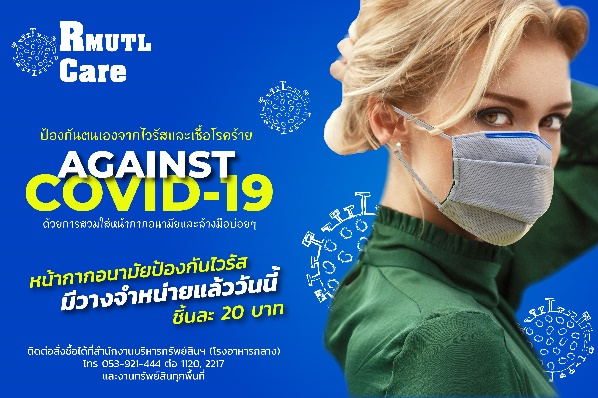 RMUTL
Care
ป้องกันตนเองจากไวรัสและเชื้อโรคร้าย
AGAINST
COVID-19
ด้วยการสวมใส่หน้ากากอนามัยและล้างมือบ่อยๆ
หน้ากากอนามัยป้องกันไวรัส
มีวางจำหน่ายแล้ววันนี้
ชิ้นละ 20 บาท
ติดต่อสั่งซื้อได้ที่สำนักงานบริหารทรัพย์สินฯ (โรงอาหารกลาง)
โทร 053-921-444 ต่อ 1120, 2217
และงานทรัพย์สินทุกพื้นที่